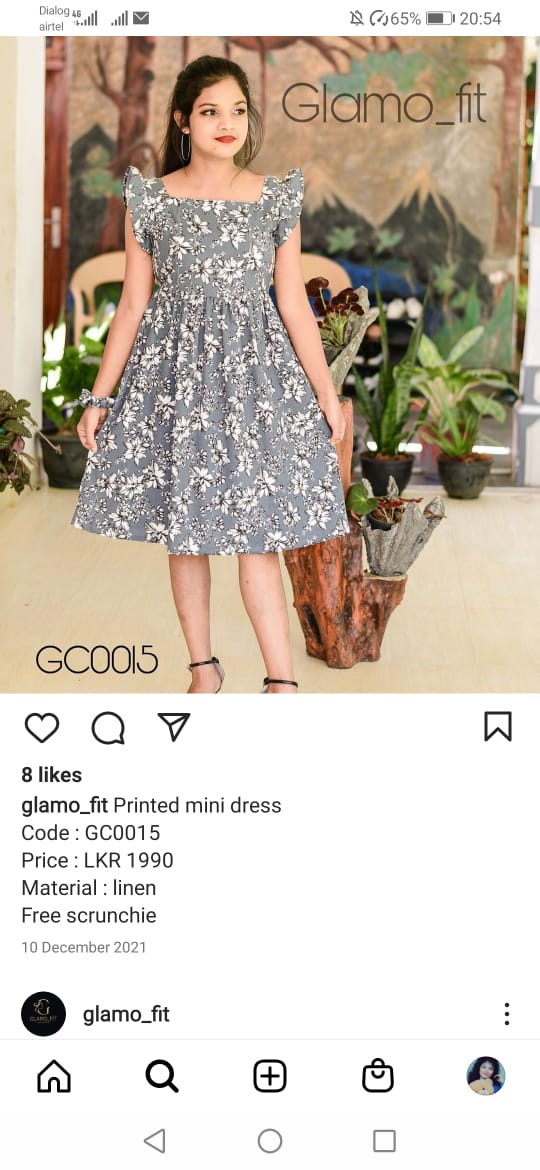 Dialog 4G
airtel
65% 20:54
Glamo_fit
GC0015
8 likes
glamo_fit Printed mini dress
Code : GC0015
Price : LKR 1990
Material : linen
Free scrunchie
10 December 2021
GLAMO_FIT
glamo_fit